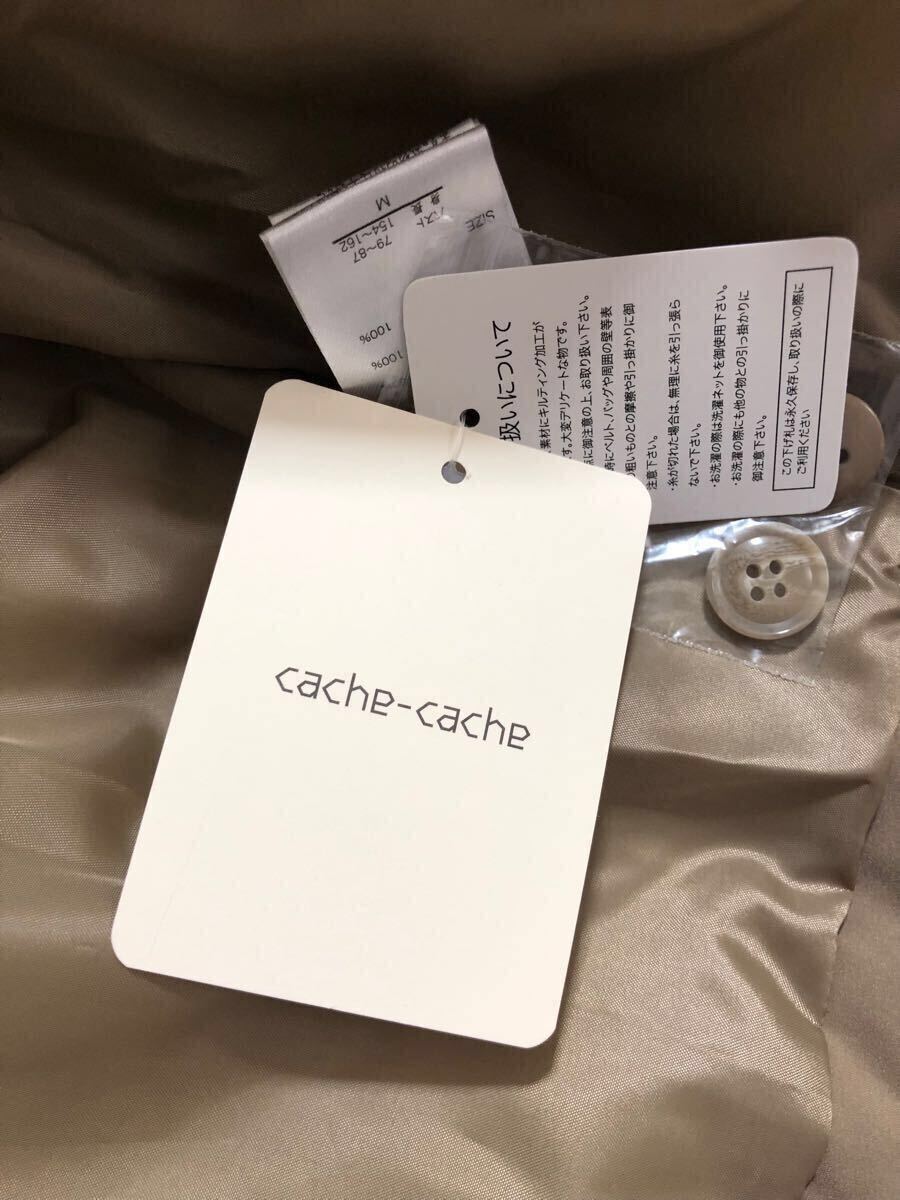 cache-cache
扱いについて
素材にキルティング加工が
す。大変デリケートな物です。
に御注意の上、お取り扱い下さい。
時にベルト、バッグや周囲の壁等表
の粗いものとの摩擦や引っ掛かりに御
注意下さい。
・糸が切れた場合は、無理に糸を引っ張ら
ないで下さい。
・お洗濯の際は洗濯ネットを御使用下さい。
・お洗濯の際にも他の物との引っ掛かりに
御注意下さい。
この下げ札は永久保存し、取り扱いの際に
ご利用ください
SIZE
バスト 79～87
身長 154～162
M
100%
100%